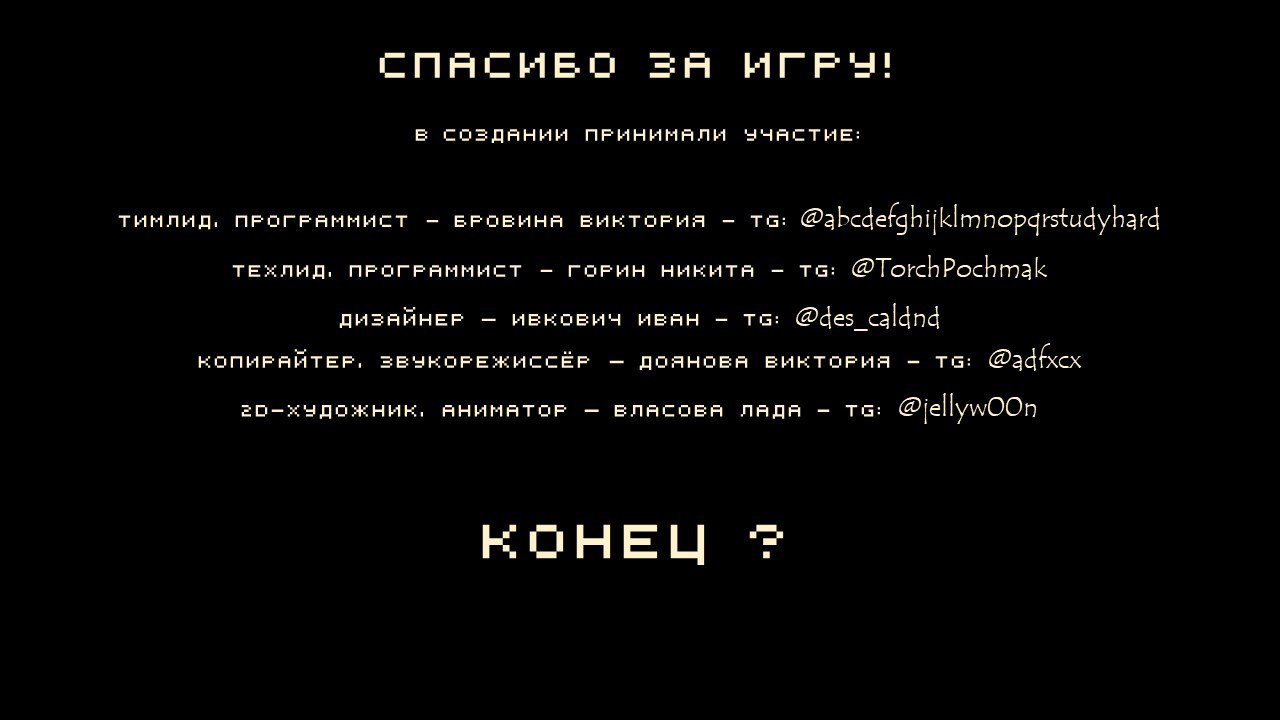 СПАСИБО ЗА ИГРУ!
В СОЗДАНИИ ПРИНИМАЛИ УЧАСТИЕ:
ТИМЛИД, ПРОГРАММИСТ – БРОВИНА ВИКТОРИЯ – TG: @abcdefghijklmnopqrstudyhard
ТЕХЛИД, ПРОГРАММИСТ – ГОРИН НИКИТА – TG: @TorchPochmak
ДИЗАЙНЕР – ИВКОВИЧ ИВАН – TG: @des_caldnd
КОПИРАЙТЕР, ЗВУКОРЕЖИССЁР – ДОЯНОВА ВИКТОРИЯ – TG: @adfxcx
2D-ХУДОЖНИК, АНИМАТОР – ВЛАСОВА ЛАДА – TG: @jellyw00n
КОНЕЦ ?